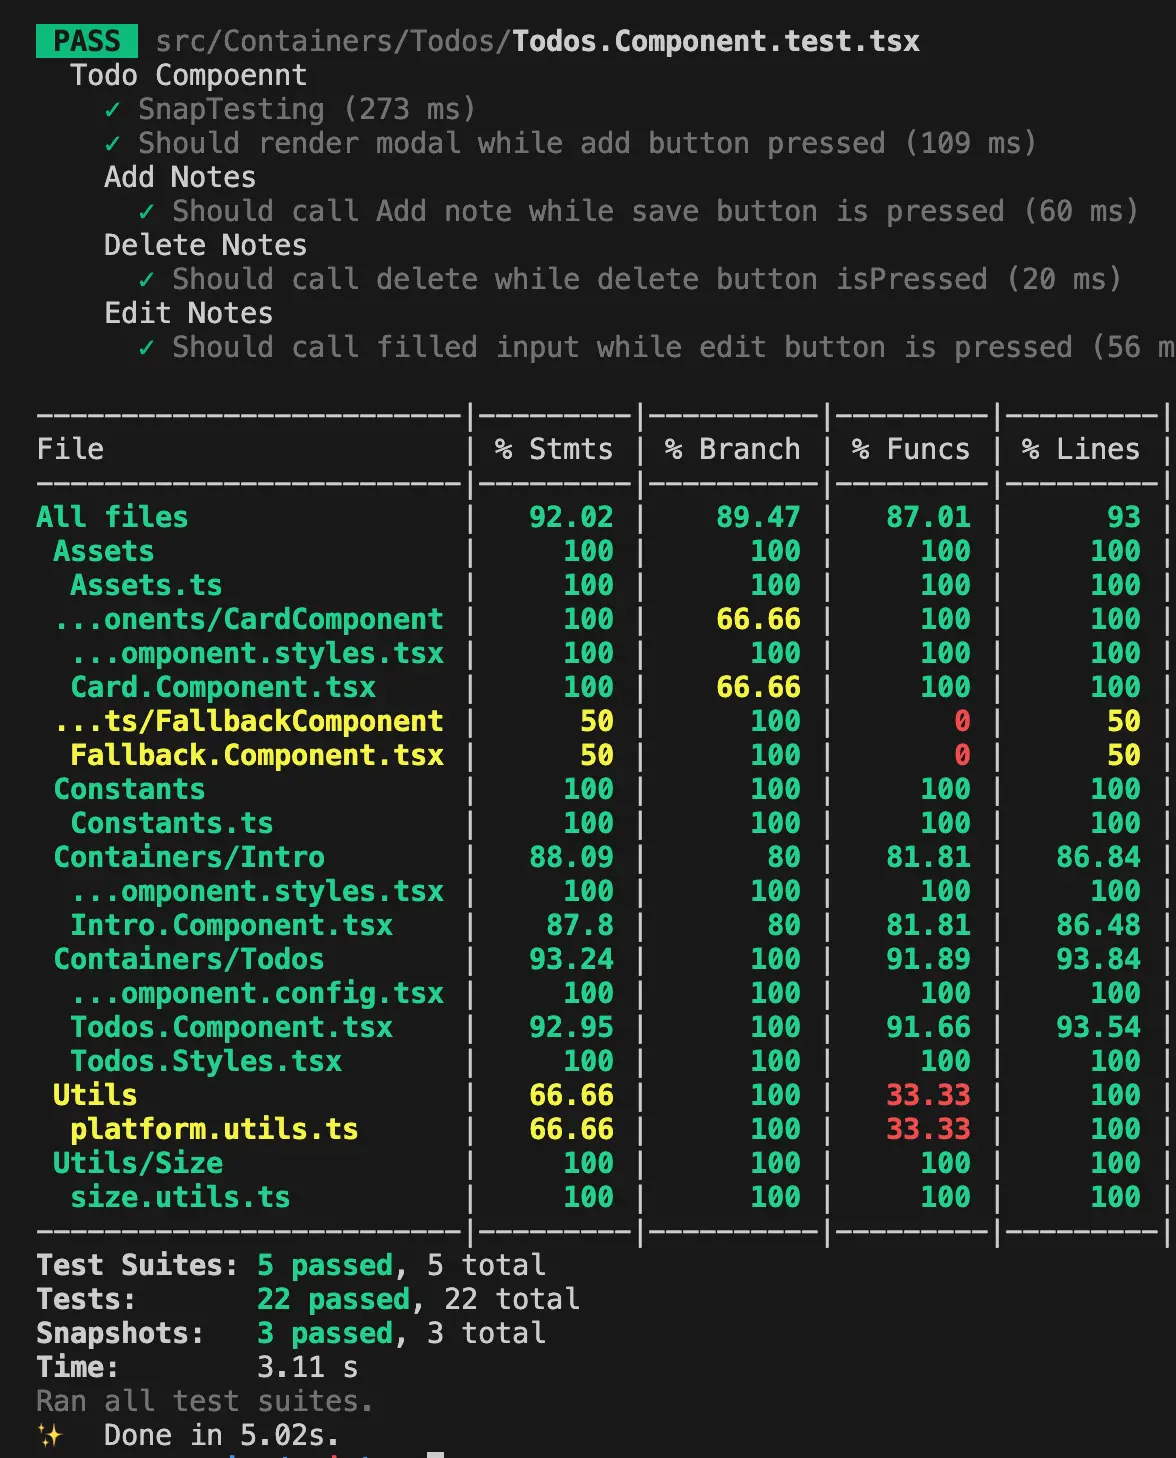 PASS src/Containers/Todos/Todos.Component.test.tsx
Todo Compoennt
✓ SnapTesting (273 ms)
✓ Should render modal while add button pressed (109 ms)
Add Notes
✓ Should call Add note while save button is pressed (60 ms)
Delete Notes
✓ Should call delete while delete button isPressed (20 ms)
Edit Notes
✓ Should call filled input while edit button is pressed (56 m
File | % Stmts | % Branch | % Funcs | % Lines |
All files | 92.02 | 89.47 | 87.01 | 93 |
Assets | 100 | 100 | 100 | 100 |
Assets.ts | 100 | 100 | 100 | 100 |
...onents/CardComponent | 100 | 66.66 | 100 | 100 |
...omponent.styles.tsx | 100 | 100 | 100 | 100 |
Card.Component.tsx | 100 | 66.66 | 100 | 100 |
...ts/FallbackComponent | 50 | 100 | 0 | 50 |
Fallback.Component.tsx | 50 | 100 | 0 | 50 |
Constants | 100 | 100 | 100 | 100 |
Constants.ts | 100 | 100 | 100 | 100 |
Containers/Intro | 88.09 | 80 | 81.81 | 86.84 |
...omponent.styles.tsx | 100 | 100 | 100 | 100 |
Intro.Component.tsx | 87.8 | 80 | 81.81 | 86.48 |
Containers/Todos | 93.24 | 100 | 91.89 | 93.84 |
...omponent.config.tsx | 100 | 100 | 100 | 100 |
Todos.Component.tsx | 92.95 | 100 | 91.66 | 93.54 |
Todos.Styles.tsx | 100 | 100 | 100 | 100 |
Utils | 66.66 | 100 | 33.33 | 100 |
platform.utils.ts | 66.66 | 100 | 33.33 | 100 |
Utils/Size | 100 | 100 | 100 | 100 |
size.utils.ts | 100 | 100 | 100 | 100 |
Test Suites: 5 passed, 5 total
Tests: 22 passed, 22 total
Snapshots: 3 passed, 3 total
Time: 3.11 s
Ran all test suites.
✨ Done in 5.02s.